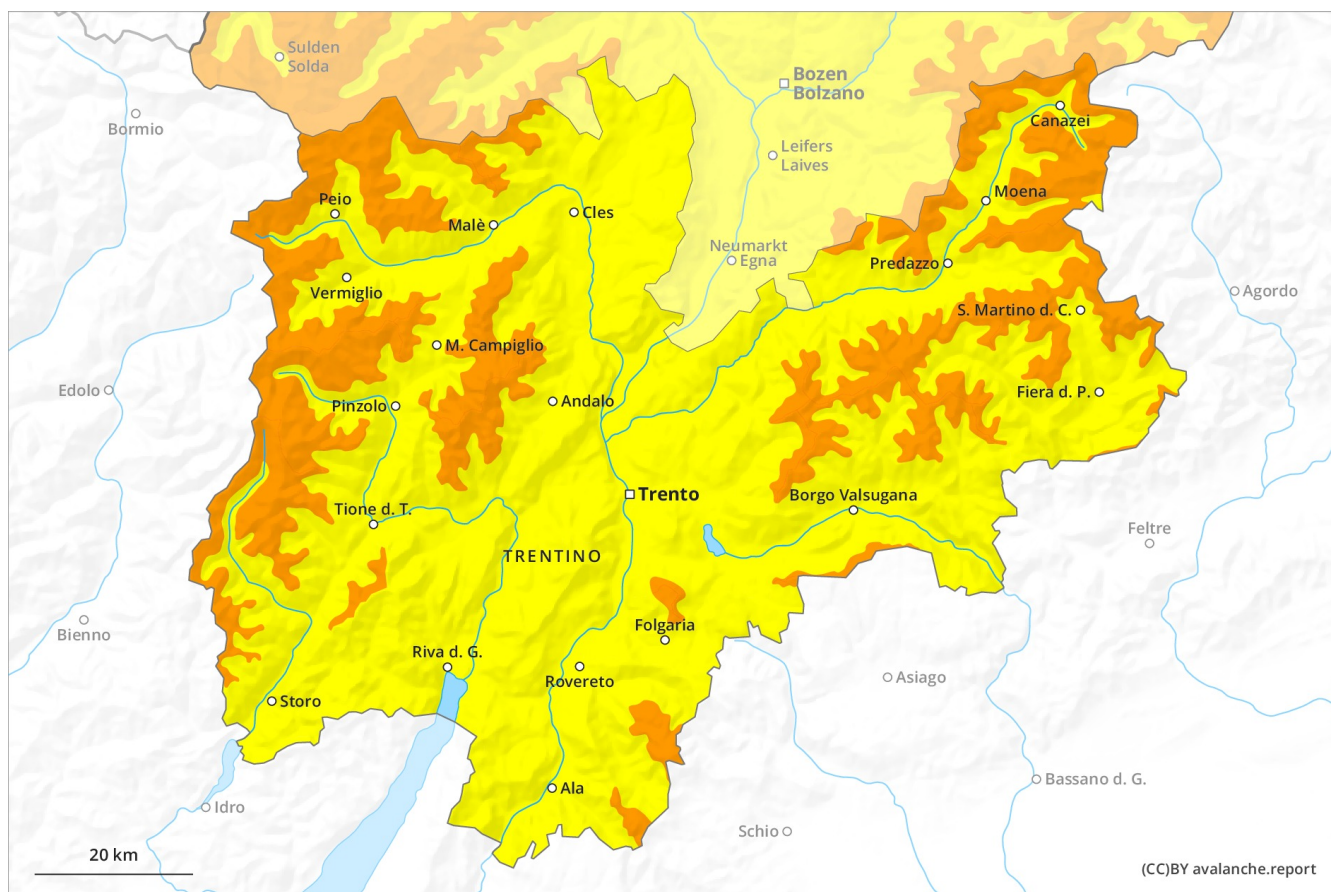 Sulden
Solda
Bozen
Bolzano
Bormio
Canazei
Leifers
Laives
Peio
Moena
Malè
Cles
Neumarkt
Egna
Predazzo
Vermiglio
Agordo
S. Martino d. C.
M. Campiglio
Edolo
Pinzolo
Andalo
Fiera d. P.
Trento
Borgo Valsugana
Tione d. T.
Feltre
TRENTINO
Bienno
Folgaria
Riva d. G.
Rovereto
Asiago
Storo
Bassano d. G.
Ala
Idro
Schio
20 km
(CC)BY avalanche.report